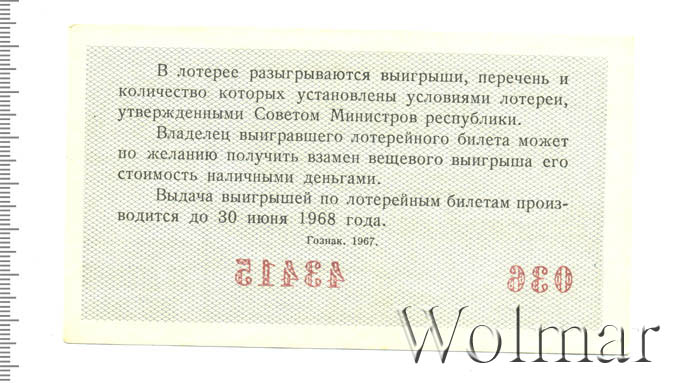 В лотерее разыгрываются выигрыши, перечень и
количество которых установлены условиями лотереи,
утвержденными Советом Министров республики.
Владелец выигравшего лотерейного билета может
по желанию получить взамен вещевого выигрыша его
стоимость наличными деньгами.
Выдача выигрышей по лотерейным билетам произ-
водится до 30 июня 1968 года.
Гознак. 1967.
43415 036
Wolmar